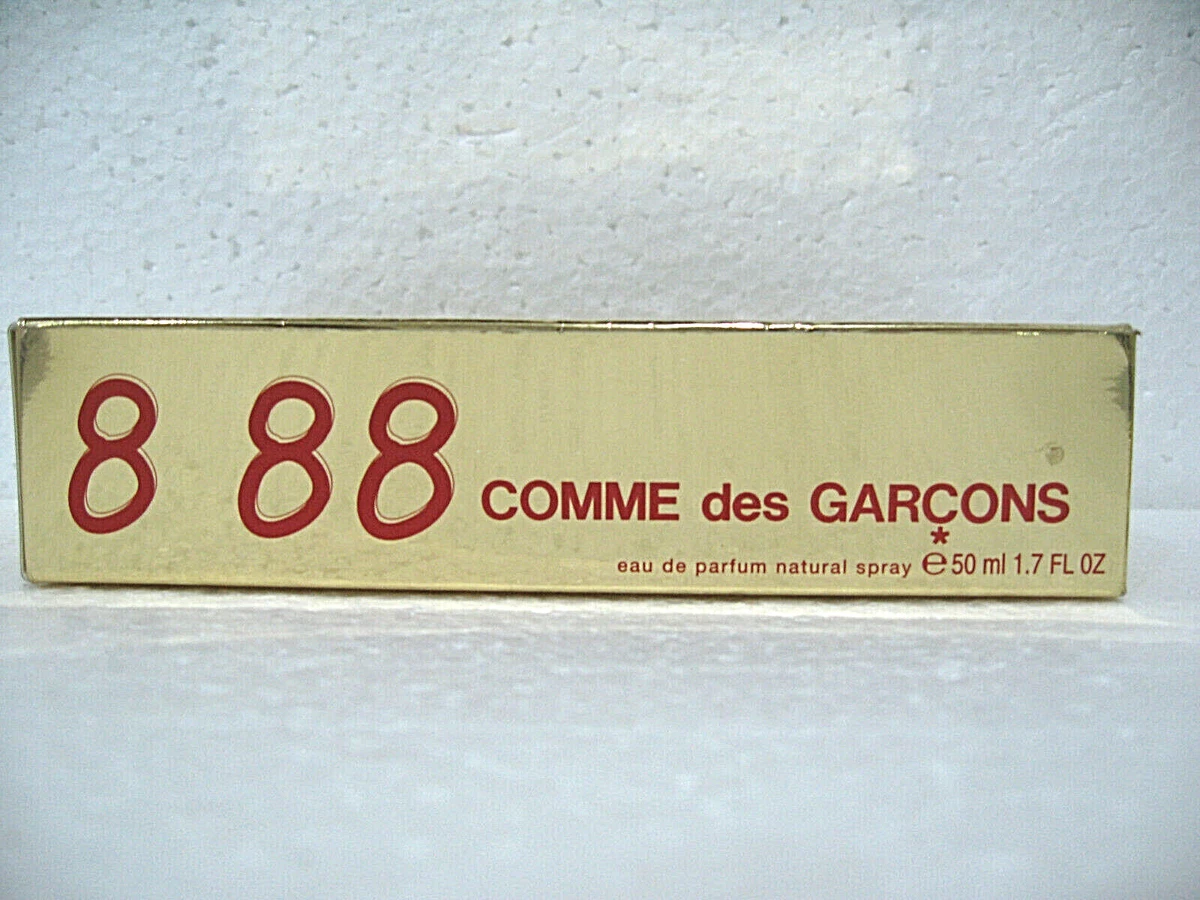 8 88 COMME des GARÇONS
*
eau de parfum natural spray ℮ 50 ml 1.7 FL OZ